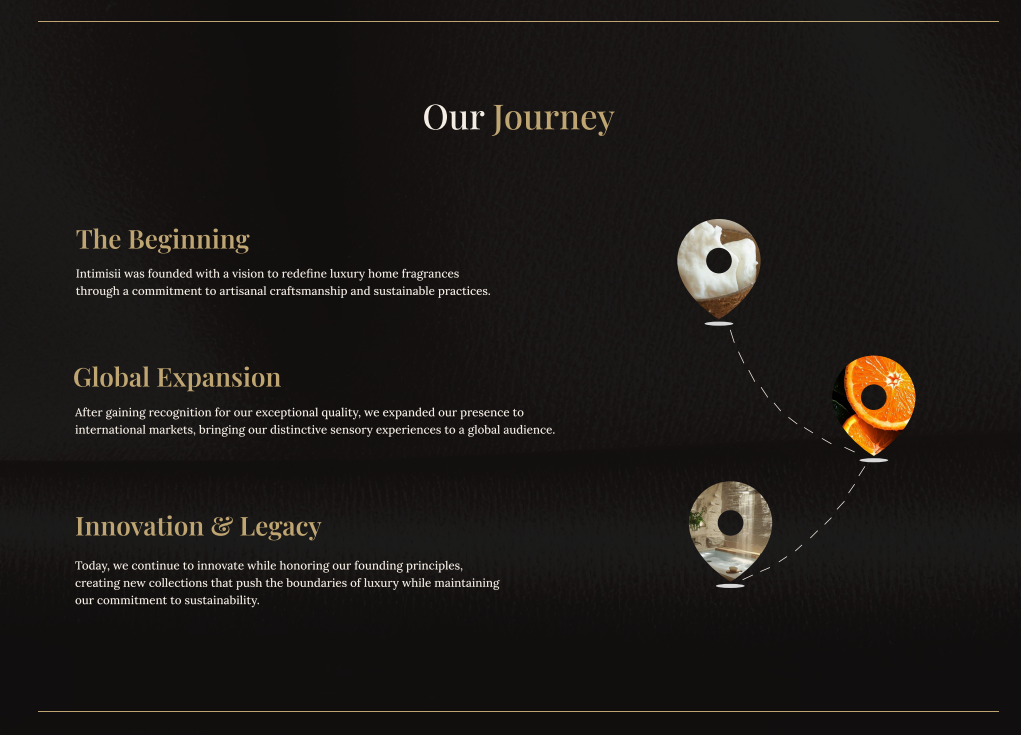 Our Journey
The Beginning
Intimisii was founded with a vision to redefine luxury home fragrances
through a commitment to artisanal craftsmanship and sustainable practices.
Global Expansion
After gaining recognition for our exceptional quality, we expanded our presence to
international markets, bringing our distinctive sensory experiences to a global audience.
Innovation & Legacy
Today, we continue to innovate while honoring our founding principles,
creating new collections that push the boundaries of luxury while maintaining
our commitment to sustainability.